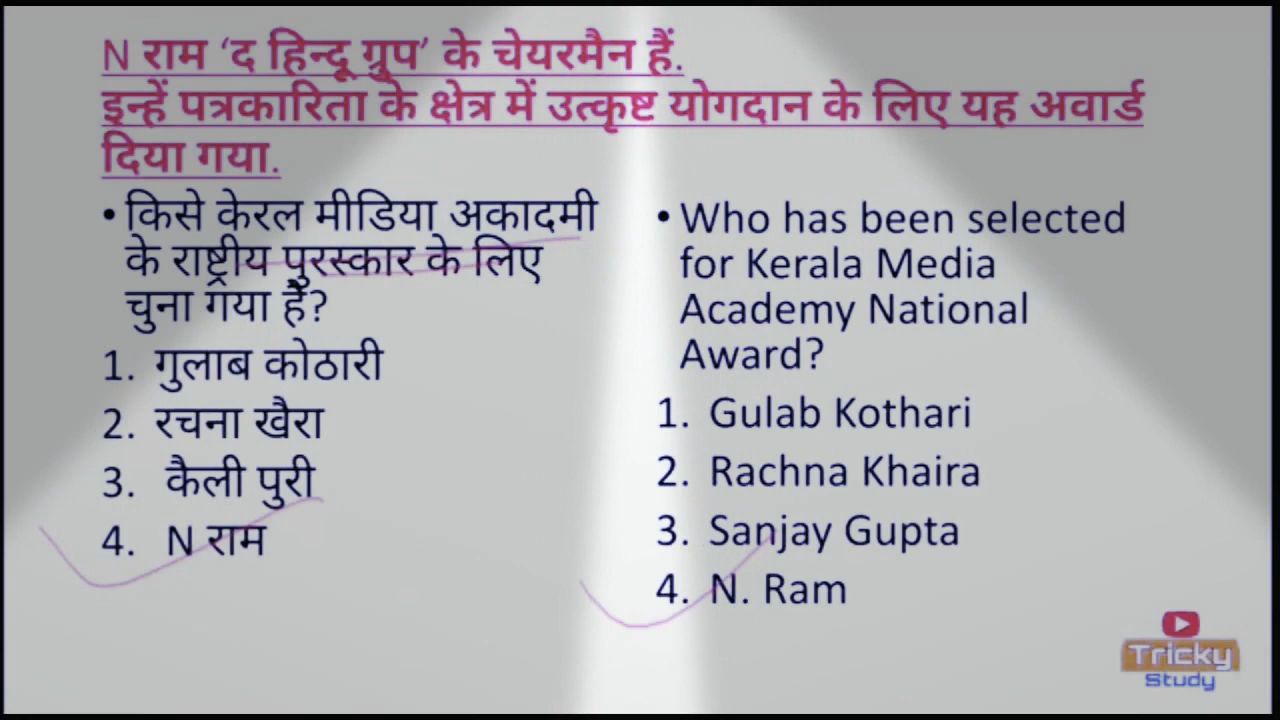 N राम ‘द हिन्दू ग्रुप’ के चेयरमैन हैं.
इन्हें पत्रकारिता के क्षेत्र में उत्कृष्ट योगदान के लिए यह अवार्ड
दिया गया.
• किसे केरल मीडिया अकादमी
के राष्ट्रीय पुरस्कार के लिए
चुना गया है?
1. गुलाब कोठारी
2. रचना खैरा
3. कैली पुरी
4. N राम
• Who has been selected
for Kerala Media
Academy National
Award?
1. Gulab Kothari
2. Rachna Khaira
3. Sanjay Gupta
4. N. Ram
Tricky
Study